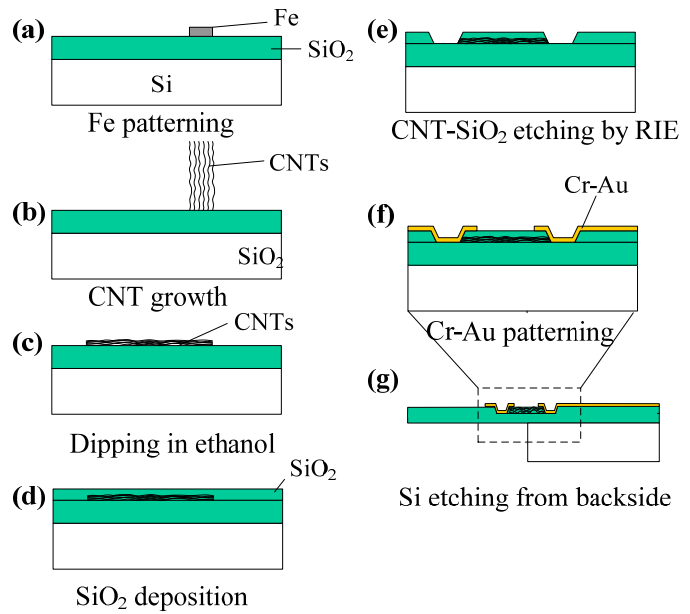 (a)
Fe
SiO₂
Si
Fe patterning
(b)
CNTs
SiO₂
CNT growth
(c)
CNTs
Dipping in ethanol
(d)
SiO₂
SiO₂ deposition
(e)
CNT-SiO₂ etching by RIE
Cr-Au
(f)
Cr-Au patterning
(g)
Si etching from backside